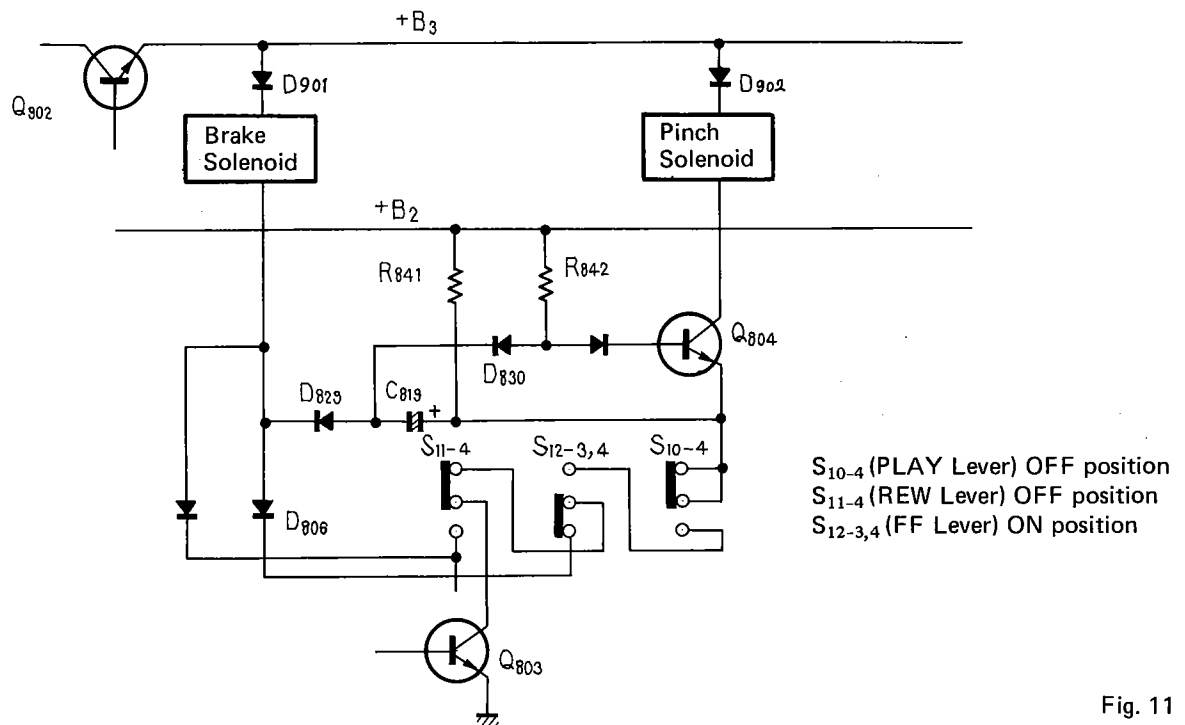 +B3
D901
D902
Q902
Brake
Solenoid
Pinch
Solenoid
+B2
R841
R842
Q804
D830
D829
C819
+
S11-4
S12-3,4
S10-4
D806
Q803
S10-4 (PLAY Lever) OFF position
S11-4 (REW Lever) OFF position
S12-3,4 (FF Lever) ON position
Fig. 11